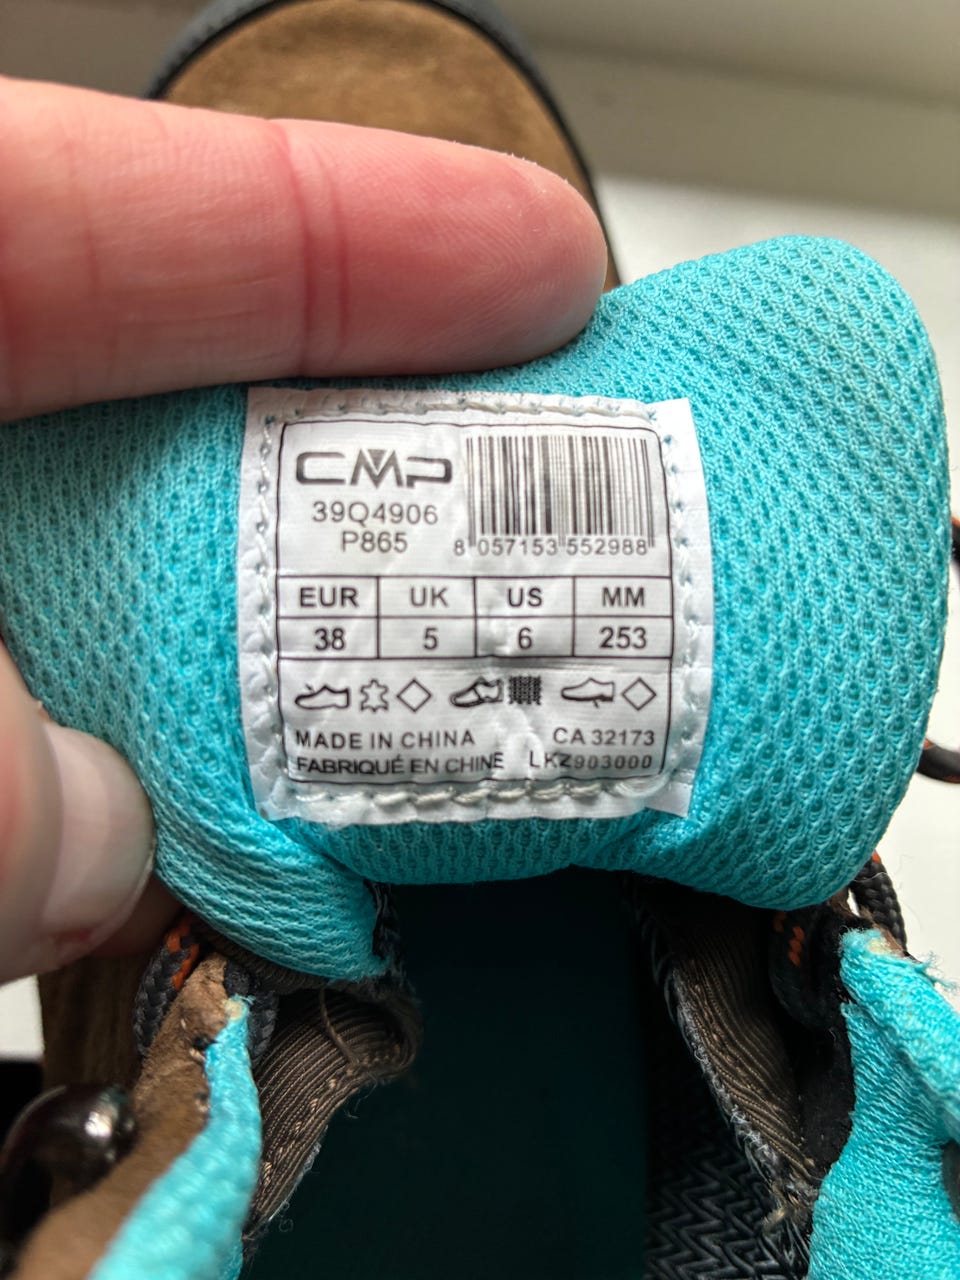 CMP
39Q4906
P865
8 057153 552988
EUR UK US MM
38 5 6 253
MADE IN CHINA CA 32173
FABRIQUÉ EN CHINE LKZ903000